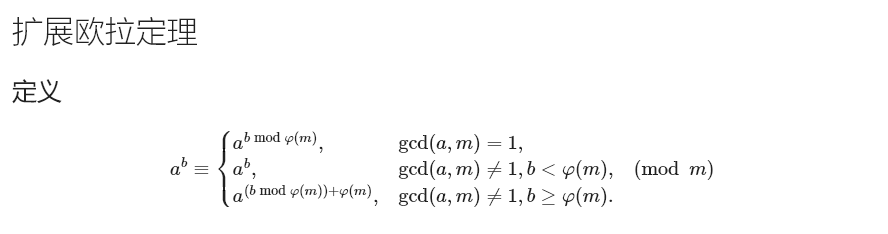 扩展欧拉定理
定义
a^b ≡ { a^{b mod φ(m)}, gcd(a, m) = 1,
a^b, gcd(a, m) ≠ 1, b < φ(m), (mod m)
a^{(b mod φ(m))+φ(m)}, gcd(a, m) ≠ 1, b ≥ φ(m).